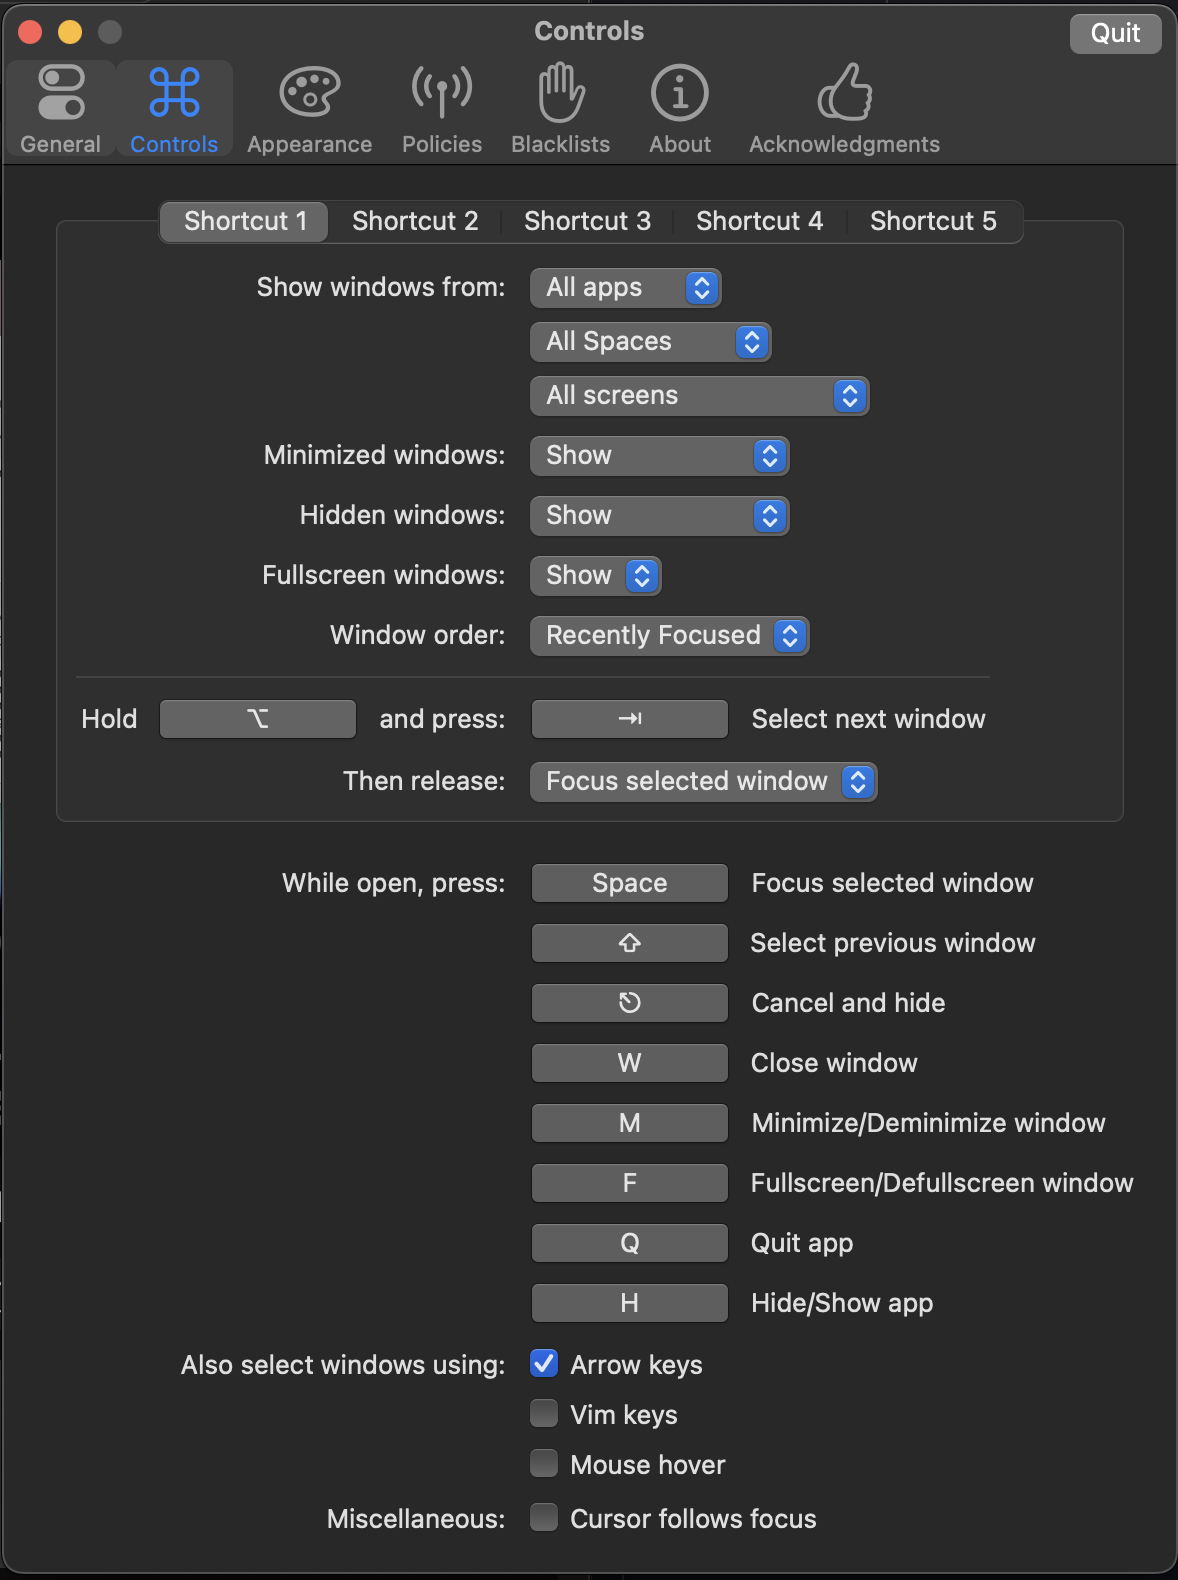 Controls
Quit
General
Controls
Appearance
Policies
Blacklists
About
Acknowledgments
Shortcut 1
Shortcut 2
Shortcut 3
Shortcut 4
Shortcut 5
Show windows from: All apps
All Spaces
All screens
Minimized windows: Show
Hidden windows: Show
Fullscreen windows: Show
Window order: Recently Focused
Hold ⌥ and press: ⇥ Select next window
Then release: Focus selected window
While open, press: Space Focus selected window
⇧ Select previous window
⎋ Cancel and hide
W Close window
M Minimize/Deminimize window
F Fullscreen/Defullscreen window
Q Quit app
H Hide/Show app
Also select windows using: Arrow keys
Vim keys
Mouse hover
Miscellaneous: Cursor follows focus